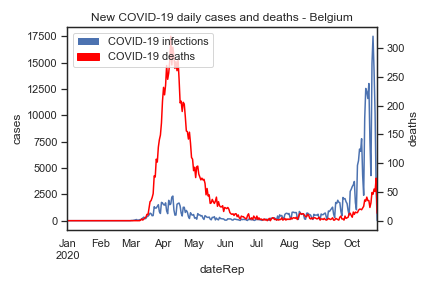 New COVID-19 daily cases and deaths - Belgium
COVID-19 infections
COVID-19 deaths
17500
15000
12500
10000
7500
5000
2500
0
cases
300
250
200
150
100
50
0
deaths
Jan Feb Mar Apr May Jun Jul Aug Sep Oct
2020
dateRep